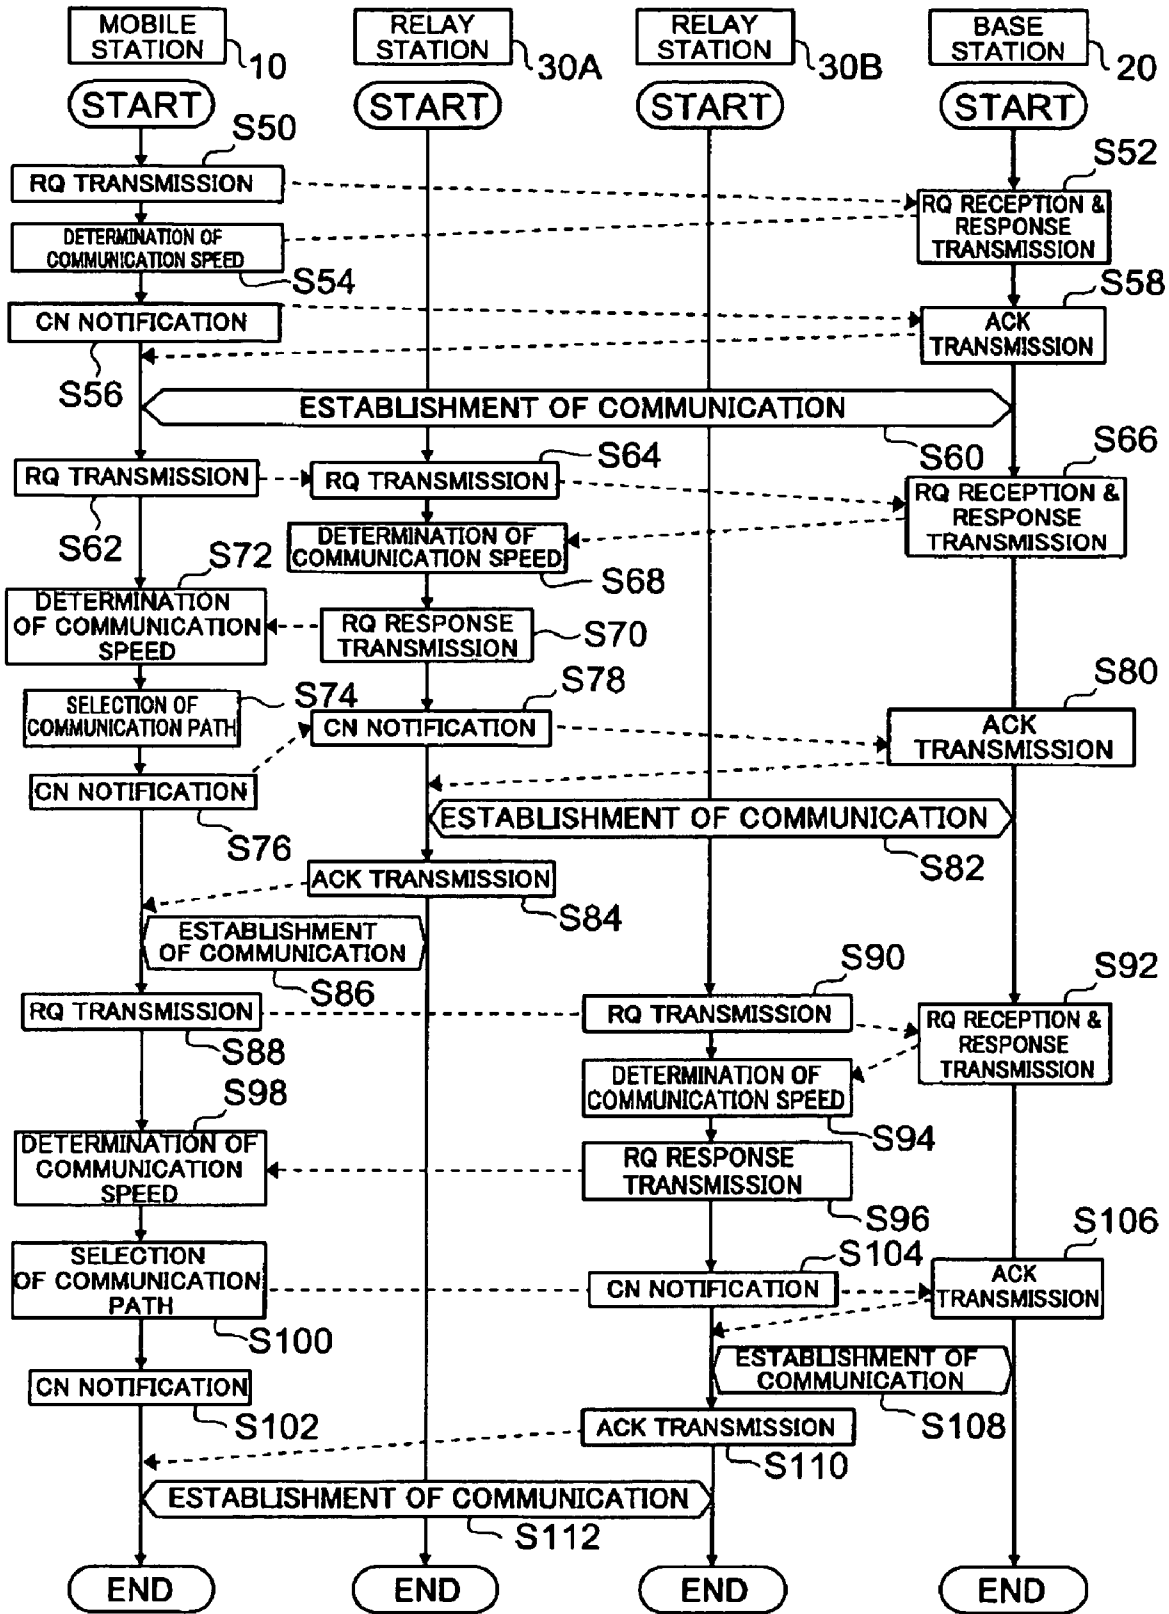 MOBILE
STATION
10
RELAY
STATION
30A
RELAY
STATION
30B
BASE
STATION
20
START
START
START
START
S50
RQ TRANSMISSION
S52
RQ RECEPTION &
RESPONSE
TRANSMISSION
DETERMINATION OF
COMMUNICATION SPEED
S54
S58
CN NOTIFICATION
ACK
TRANSMISSION
S56
ESTABLISHMENT OF COMMUNICATION
S60
RQ TRANSMISSION
S62
S64
RQ TRANSMISSION
S66
RQ RECEPTION &
RESPONSE
TRANSMISSION
DETERMINATION OF
COMMUNICATION SPEED
S68
S72
DETERMINATION
OF COMMUNICATION
SPEED
RQ RESPONSE
TRANSMISSION
S70
S74
SELECTION OF
COMMUNICATION PATH
S78
CN NOTIFICATION
S80
ACK
TRANSMISSION
CN NOTIFICATION
S76
ESTABLISHMENT OF COMMUNICATION
S82
ACK TRANSMISSION
S84
ESTABLISHMENT
OF COMMUNICATION
S86
RQ TRANSMISSION
S88
S90
RQ TRANSMISSION
S92
RQ RECEPTION &
RESPONSE
TRANSMISSION
DETERMINATION OF
COMMUNICATION SPEED
S94
S98
DETERMINATION OF
COMMUNICATION
SPEED
RQ RESPONSE
TRANSMISSION
S96
SELECTION
OF COMMUNICATION
PATH
S100
S104
CN NOTIFICATION
S106
ACK
TRANSMISSION
ESTABLISHMENT OF
COMMUNICATION
S108
CN NOTIFICATION
S102
ACK TRANSMISSION
S110
ESTABLISHMENT OF COMMUNICATION
S112
END
END
END
END